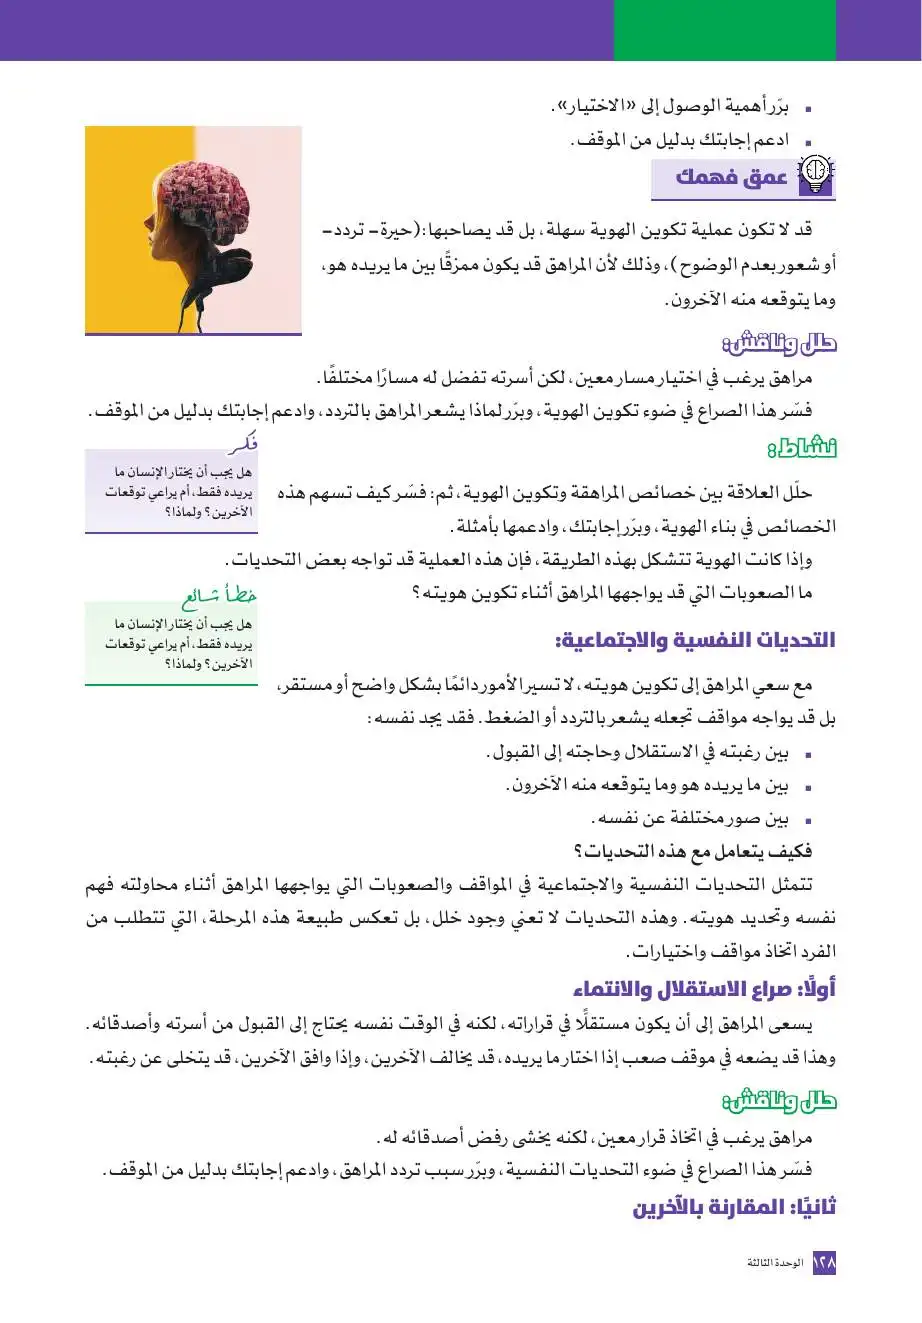 برّر أهمية الوصول إلى «الاختيار».
ادعم إجابتك بدليل من الموقف.
عمق فهمك
قد لا تكون عملية تكوين الهوية سهلة، بل قد يصاحبها: (حيرة- تردد-
أو شعور بعدم الوضوح)، وذلك لأن المراهق قد يكون ممزقًا بين ما يريده هو،
وما يتوقعه منه الآخرون.
حلل وناقش:
مراهق يرغب في اختيار مسار معين، لكن أسرته تفضل له مسارًا مختلفًا.
فسّر هذا الصراع في ضوء تكوين الهوية، وبرّر لماذا يشعر المراهق بالتردد، وادعم إجابتك بدليل من الموقف.
نشاط:
حلّل العلاقة بين خصائص المراهقة وتكوين الهوية، ثم: فسّر كيف تسهم هذه
الخصائص في بناء الهوية، وبرّر إجابتك، وادعمها بأمثلة.
فكر
هل يجب أن يختار الإنسان ما
يريده فقط، أم يراعي توقعات
الآخرين؟ ولماذا؟
وإذا كانت الهوية تتشكل بهذه الطريقة، فإن هذه العملية قد تواجه بعض التحديات.
ما الصعوبات التي قد يواجهها المراهق أثناء تكوين هويته؟
خطأ شائع
هل يجب أن يختار الإنسان ما
يريده فقط، أم يراعي توقعات
الآخرين؟ ولماذا؟
التحديات النفسية والاجتماعية:
مع سعي المراهق إلى تكوين هويته، لا تسير الأمور دائمًا بشكل واضح أو مستقر،
بل قد يواجه مواقف تجعله يشعر بالتردد أو الضغط. فقد يجد نفسه:
بين رغبته في الاستقلال وحاجته إلى القبول.
بين ما يريده هو وما يتوقعه منه الآخرون.
بين صور مختلفة عن نفسه.
فكيف يتعامل مع هذه التحديات؟
تتمثل التحديات النفسية والاجتماعية في المواقف والصعوبات التي يواجهها المراهق أثناء محاولته فهم
نفسه وتحديد هويته. وهذه التحديات لا تعني وجود خلل، بل تعكس طبيعة هذه المرحلة، التي تتطلب من
الفرد اتخاذ مواقف واختيارات.
أولًا: صراع الاستقلال والانتماء
يسعى المراهق إلى أن يكون مستقلًا في قراراته، لكنه في الوقت نفسه يحتاج إلى القبول من أسرته وأصدقائه.
وهذا قد يضعه في موقف صعب إذا اختار ما يريده، قد يخالف الآخرين، وإذا وافق الآخرين، قد يتخلى عن رغبته.
حلل وناقش:
مراهق يرغب في اتخاذ قرار معين، لكنه يخشى رفض أصدقائه له.
فسّر هذا الصراع في ضوء التحديات النفسية، وبرّر سبب تردد المراهق، وادعم إجابتك بدليل من الموقف.
ثانيًا: المقارنة بالآخرين
١٢٨ الوحدة الثالثة